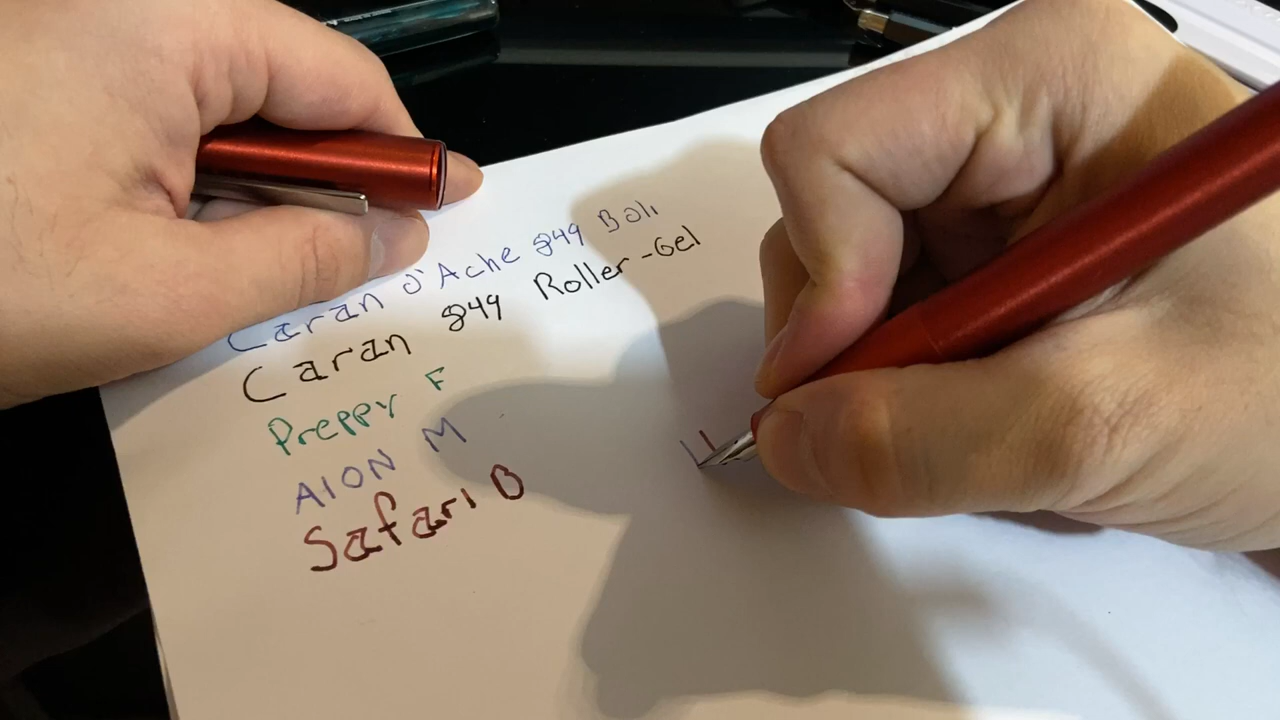 Caran d'Ache 849 Ball
Caran 849 Roller-Gel
Preppy F
AION M
Safari B